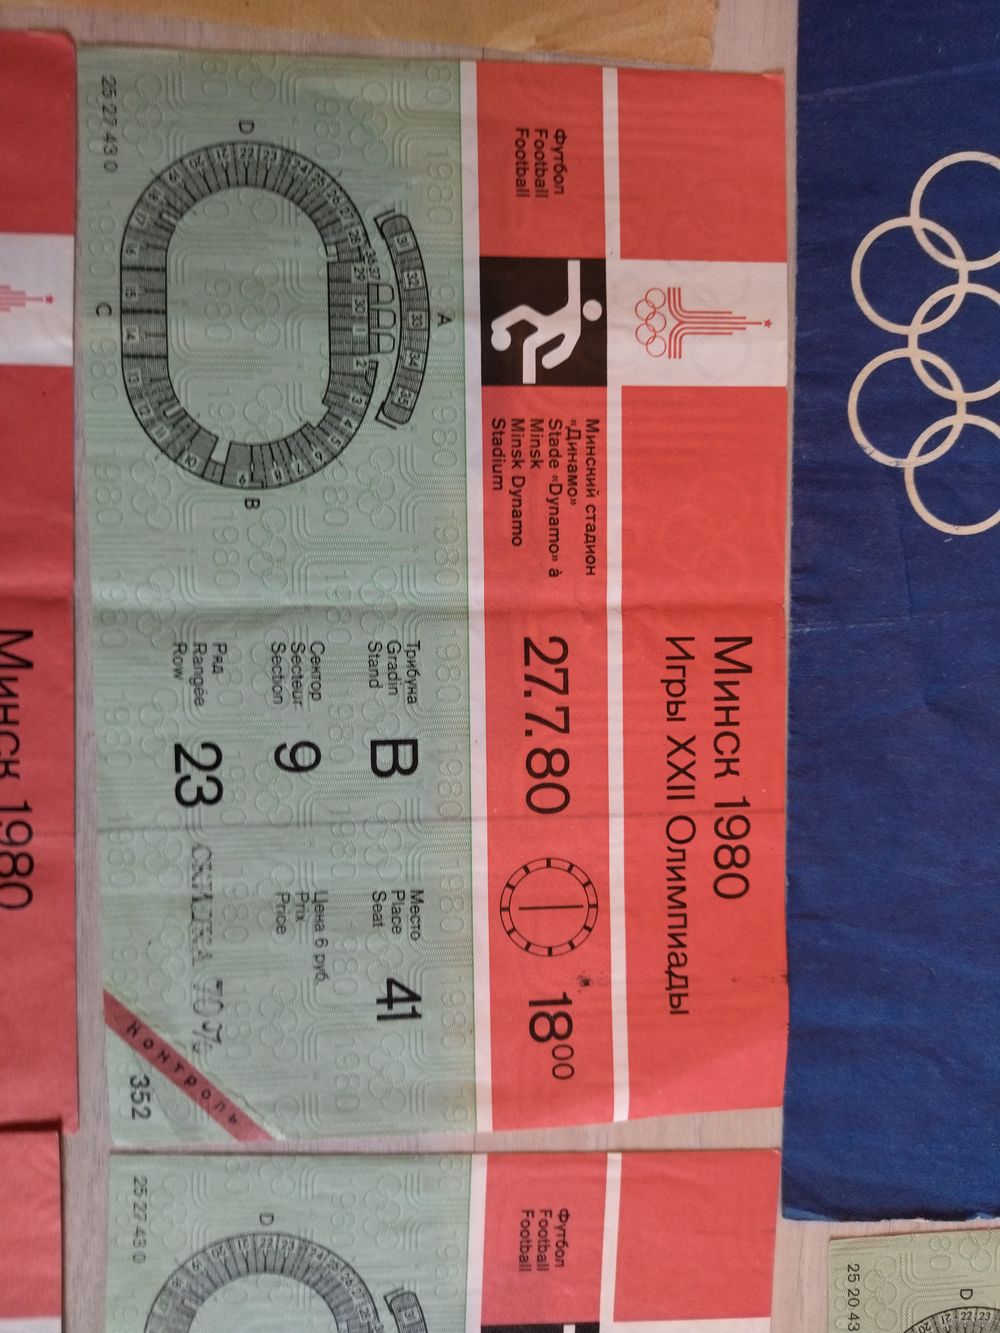 Минск 1980
Игры XXII Олимпиады
Футбол
Football
Football
Минский стадион
«Динамо»
Stade «Dynamo» à
Minsk
Minsk Dynamo
Stadium
27.7.80
18⁰⁰
Трибуна
Gradin
Stand
B
Место
Place
Seat
41
Сектор
Secteur
Section
9
Цена 6 руб.
Prix
Price
Ряд
Rangée
Row
23
СКИДКА 70%
Контроль
352
25 27 43 0
A
B
C
D
Минск 1980
Футбол
Football
Football
25 27 43 0
D
25 20 43
D